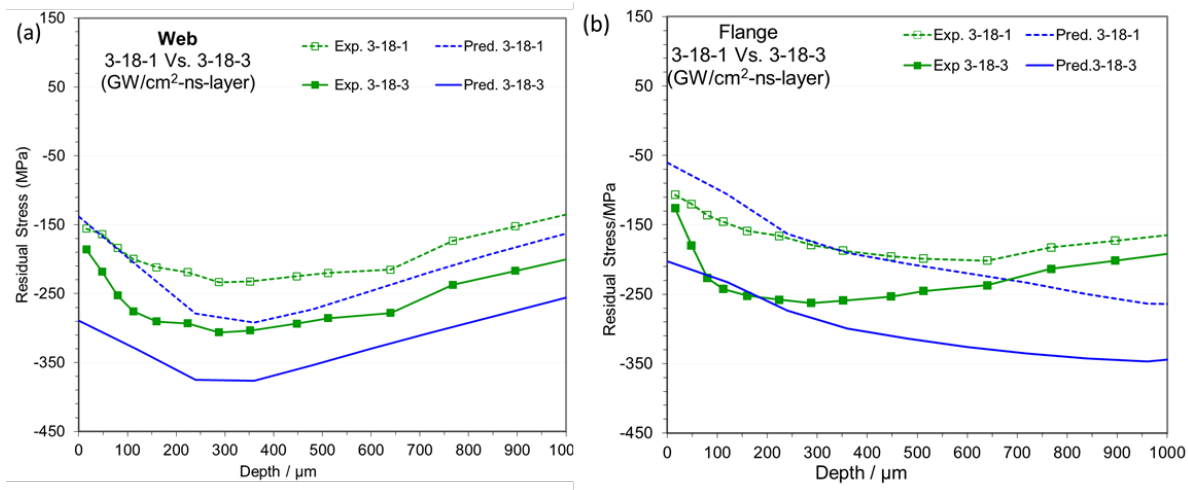 (a)
Web
3-18-1 Vs. 3-18-3
(GW/cm²-ns-layer)
Exp. 3-18-1
Pred. 3-18-1
Exp. 3-18-3
Pred. 3-18-3
150
50
-50
-150
-250
-350
-450
Residual Stress (MPa)
0 100 200 300 400 500 600 700 800 900 1000
Depth / µm
(b)
Flange
3-18-1 Vs. 3-18-3
(GW/cm²-ns-layer)
Exp. 3-18-1
Pred. 3-18-1
Exp 3-18-3
Pred.3-18-3
150
50
-50
-150
-250
-350
-450
Residual Stress/MPa
0 100 200 300 400 500 600 700 800 900 1000
Depth / µm